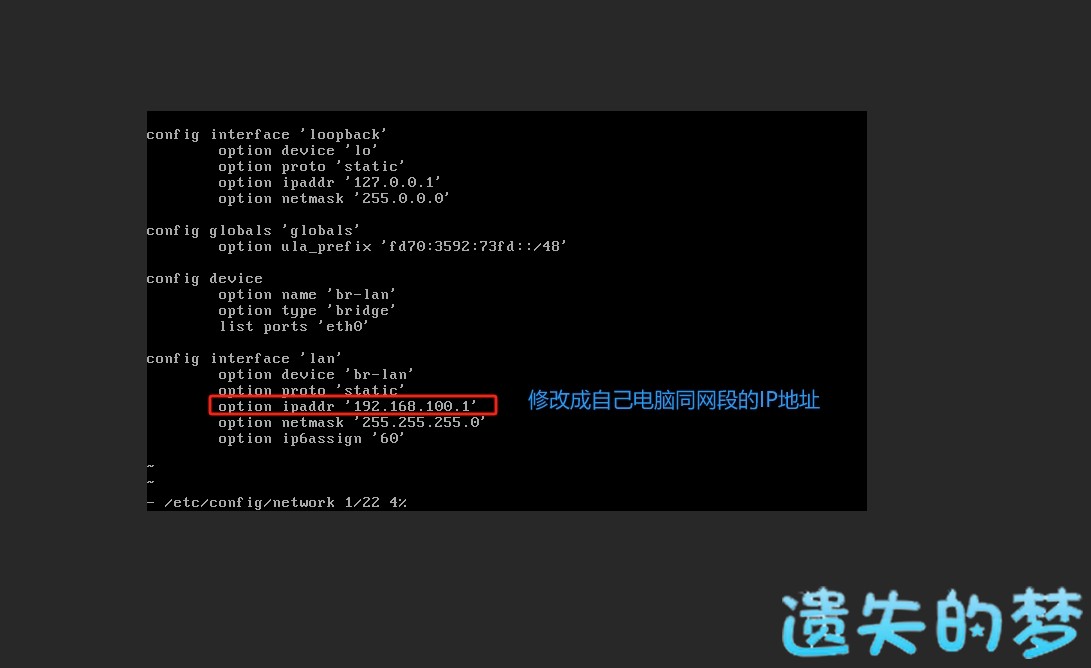 config interface 'loopback'
option device 'lo'
option proto 'static'
option ipaddr '127.0.0.1'
option netmask '255.0.0.0'
config globals 'globals'
option ula_prefix 'fd70:3592:73fd::/48'
config device
option name 'br-lan'
option type 'bridge'
list ports 'eth0'
config interface 'lan'
option device 'br-lan'
option proto 'static'
option ipaddr '192.168.100.1'
修改成自己电脑同网段的IP地址
option netmask '255.255.255.0'
option ip6assign '60'
~
~
- /etc/config/network 1/22 4%
遗失的梦